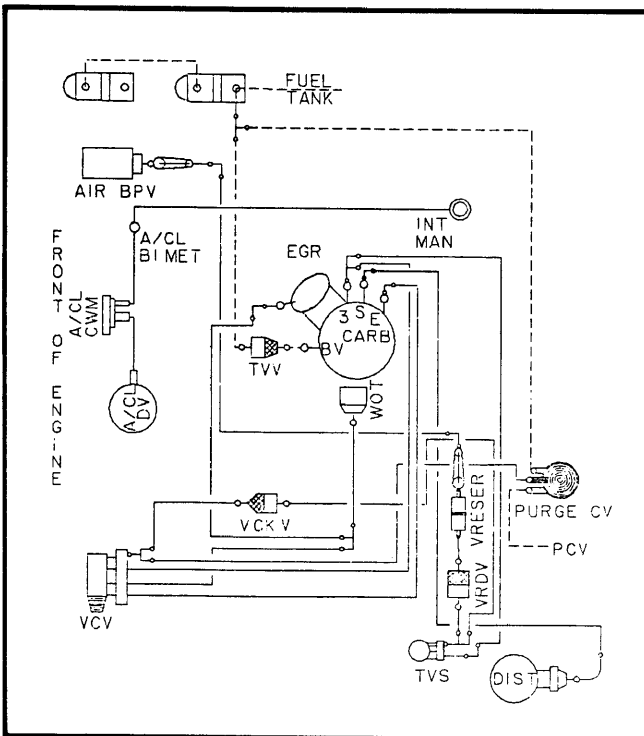 FUEL
TANK
AIR BPV
INT
MAN
A/CL
BI MET
EGR
FRONT OF ENGINE
A/CL
CWM
3 S E
CARB
BV
TVV
A/CL
DV
WOT
VCK V
VRESER
PURGE CV
PCV
VRDV
VCV
TVS
DIST